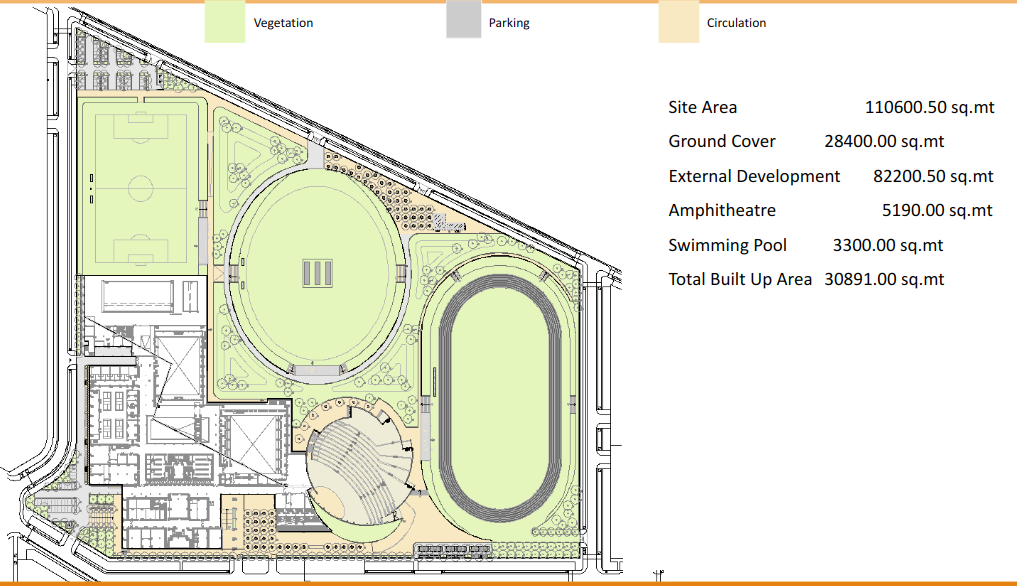 Vegetation
Parking
Circulation
Site Area 110600.50 sq.mt
Ground Cover 28400.00 sq.mt
External Development 82200.50 sq.mt
Amphitheatre 5190.00 sq.mt
Swimming Pool 3300.00 sq.mt
Total Built Up Area 30891.00 sq.mt